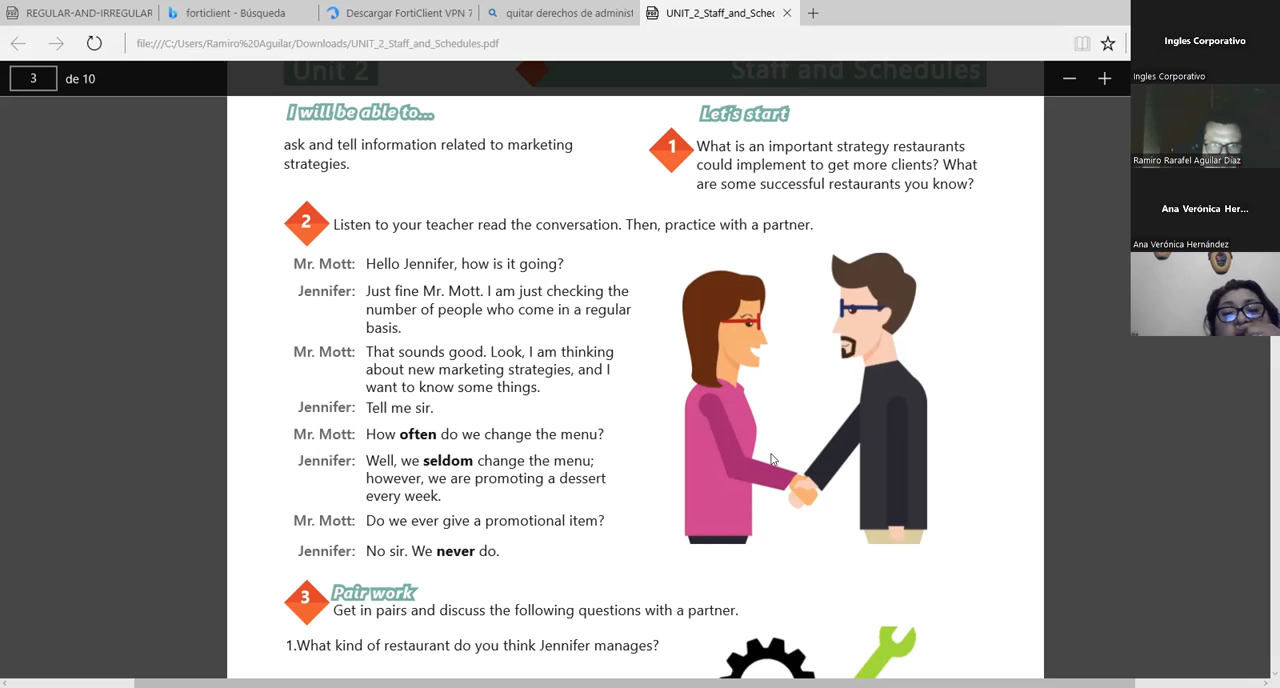 REGULAR-AND-IRREGULAR
forticlient - Búsqueda
Descargar FortiClient VPN 7
quitar derechos de administ
UNIT_2_Staff_and_Sched
file:///C:/Users/Ramiro%20Aguilar/Downloads/UNIT_2_Staff_and_Schedules.pdf
3 de 10
Unit 2
Staff and Schedules
I will be able to...
ask and tell information related to marketing
strategies.
Let's start
1
What is an important strategy restaurants
could implement to get more clients? What
are some successful restaurants you know?
2
Listen to your teacher read the conversation. Then, practice with a partner.
Mr. Mott: Hello Jennifer, how is it going?
Jennifer: Just fine Mr. Mott. I am just checking the
number of people who come in a regular
basis.
Mr. Mott: That sounds good. Look, I am thinking
about new marketing strategies, and I
want to know some things.
Jennifer: Tell me sir.
Mr. Mott: How often do we change the menu?
Jennifer: Well, we seldom change the menu;
however, we are promoting a dessert
every week.
Mr. Mott: Do we ever give a promotional item?
Jennifer: No sir. We never do.
3
Pair work
Get in pairs and discuss the following questions with a partner.
1.What kind of restaurant do you think Jennifer manages?
Ingles Corporativo
Ingles Corporativo
Ramiro Rarafel Aguilar Diaz
Ana Verónica Her...
Ana Verónica Hernández